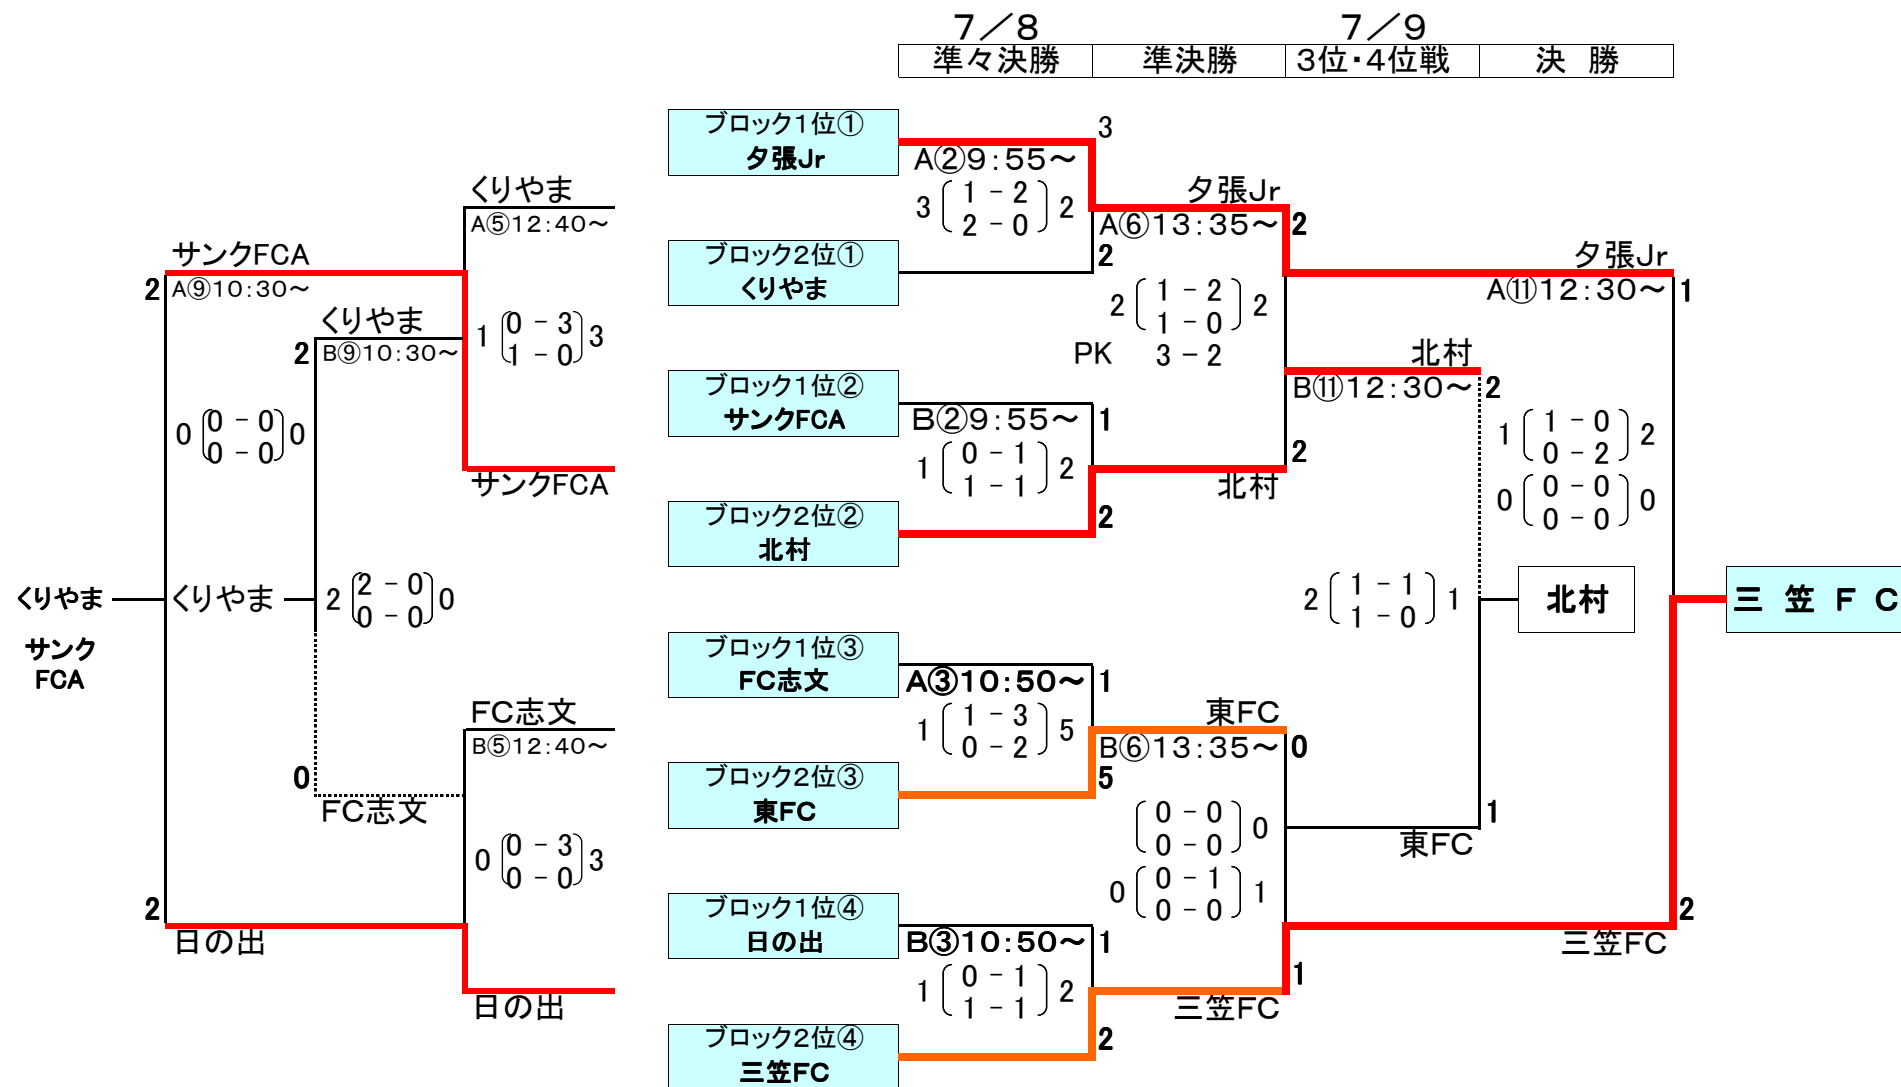 7／8
7／9
準々決勝
準決勝
3位・4位戦
決 勝
ブロック1位①
夕張Jr
3
A②9:55～
3 1 - 2 2
2 - 0
ブロック2位①
くりやま
2
夕張Jr
A⑥13:35～
2
2 1 - 2 2
1 - 0
PK 3 - 2
ブロック1位②
サンクFCA
B②9:55～
1
1 0 - 1 2
1 - 1
ブロック2位②
北村
2
北村
2
夕張Jr
A⑪12:30～
1
北村
B⑪12:30～
2
1 1 - 0 2
0 - 2
0 0 - 0 0
0 - 0
2 1 - 1 1
1 - 0
北村
三 笠 F C
ブロック1位③
FC志文
A③10:50～
1
1 1 - 3 5
0 - 2
ブロック2位③
東FC
5
東FC
B⑥13:35～
0
0 - 0 0
0 - 0
0 0 - 1 1
0 - 0
東FC
1
ブロック1位④
日の出
B③10:50～
1
1 0 - 1 2
1 - 1
ブロック2位④
三笠FC
2
三笠FC
1
三笠FC
2
くりやま
A⑤12:40～
1 0 - 3 3
1 - 0
サンクFCA
サンクFCA
2
A⑨10:30～
くりやま
2
B⑨10:30～
0 0 - 0 0
0 - 0
くりやま
サンク
FCA
くりやま
2 2 - 0 0
0 - 0
FC志文
B⑤12:40～
0
FC志文
0 0 - 3 3
0 - 0
2
日の出
日の出